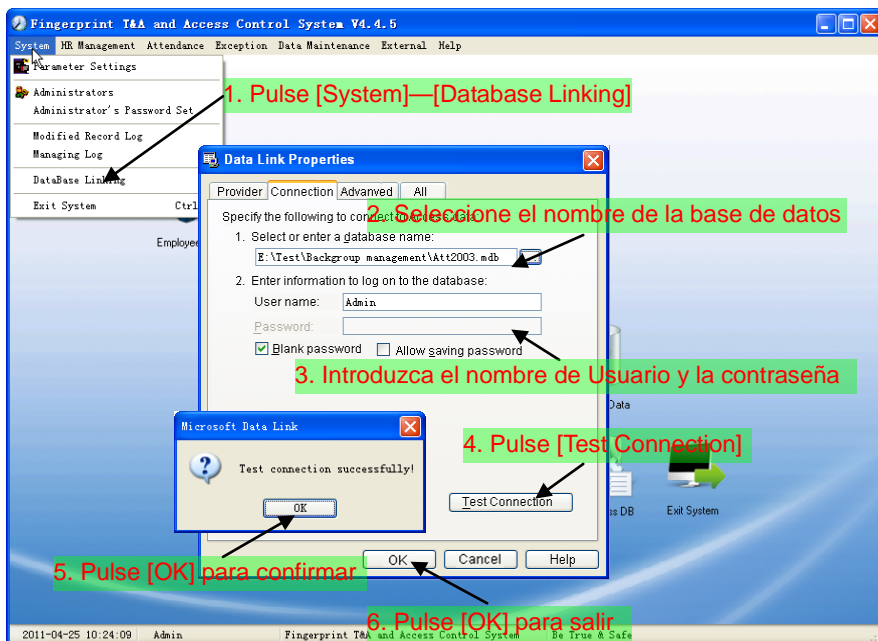 Fingerprint T&A and Access Control System V4.4.5
System HR Management Attendance Exception Data Maintenance External Help
Parameter Settings
Administrators
1. Pulse [System]—[Database Linking]
Administrator's Password Set
Modified Record Log
Managing Log
DataBase Linking
Exit System Ctrl
Employee
Data Link Properties
Provider Connection Advanved All
Specify the following to connect to Access data:
2. Seleccione el nombre de la base de datos
1. Select or enter a database name:
E:\Test\Backgroup management\Att2003.mdb ...
2. Enter information to log on to the database:
User name: Admin
Password:
Blank password Allow saving password
3. Introduzca el nombre de Usuario y la contraseña
Data
Microsoft Data Link
4. Pulse [Test Connection]
Test connection successfully!
OK
Test Connection
ss DB
Exit System
OK Cancel Help
5. Pulse [OK] para confirmar
6. Pulse [OK] para salir
2011-04-25 10:24:09 Admin Fingerprint T&A and Access Control System Be True & Safe